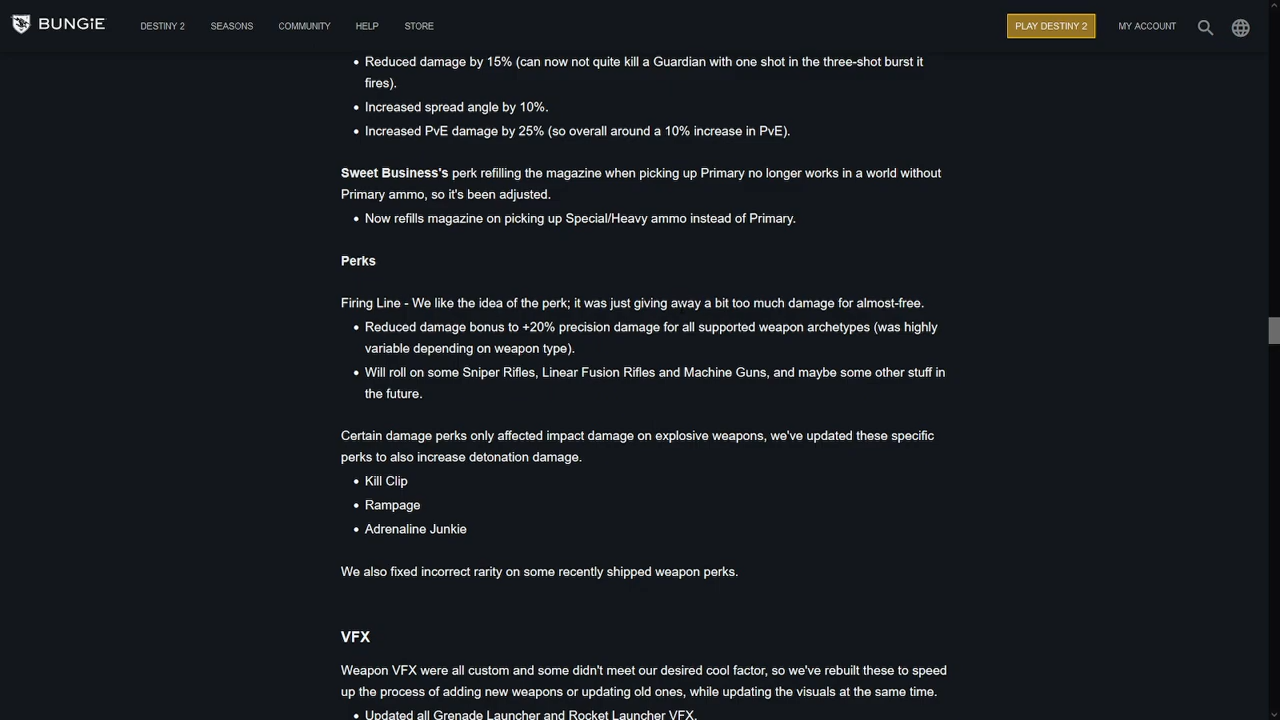 BUNGiE
DESTINY 2 SEASONS COMMUNITY HELP STORE PLAY DESTINY 2 MY ACCOUNT
• Reduced damage by 15% (can now not quite kill a Guardian with one shot in the three-shot burst it
fires).
• Increased spread angle by 10%.
• Increased PvE damage by 25% (so overall around a 10% increase in PvE).
Sweet Business's perk refilling the magazine when picking up Primary no longer works in a world without
Primary ammo, so it's been adjusted.
• Now refills magazine on picking up Special/Heavy ammo instead of Primary.
Perks
Firing Line - We like the idea of the perk; it was just giving away a bit too much damage for almost-free.
• Reduced damage bonus to +20% precision damage for all supported weapon archetypes (was highly
variable depending on weapon type).
• Will roll on some Sniper Rifles, Linear Fusion Rifles and Machine Guns, and maybe some other stuff in
the future.
Certain damage perks only affected impact damage on explosive weapons, we've updated these specific
perks to also increase detonation damage.
• Kill Clip
• Rampage
• Adrenaline Junkie
We also fixed incorrect rarity on some recently shipped weapon perks.
VFX
Weapon VFX were all custom and some didn't meet our desired cool factor, so we've rebuilt these to speed
up the process of adding new weapons or updating old ones, while updating the visuals at the same time.
• Updated all Grenade Launcher and Rocket Launcher VFX.